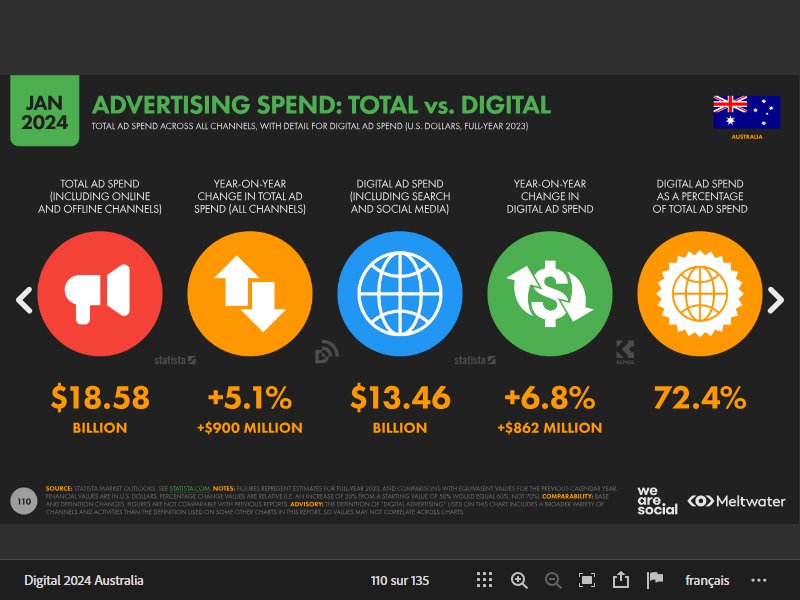 JAN
2024
ADVERTISING SPEND: TOTAL vs. DIGITAL
TOTAL AD SPEND ACROSS ALL CHANNELS, WITH DETAIL FOR DIGITAL AD SPEND (U.S. DOLLARS, FULL-YEAR 2023)
AUSTRALIA
TOTAL AD SPEND
(INCLUDING ONLINE
AND OFFLINE CHANNELS)
YEAR-ON-YEAR
CHANGE IN TOTAL AD
SPEND (ALL CHANNELS)
DIGITAL AD SPEND
(INCLUDING SEARCH
AND SOCIAL MEDIA)
YEAR-ON-YEAR
CHANGE IN
DIGITAL AD SPEND
DIGITAL AD SPEND
AS A PERCENTAGE
OF TOTAL AD SPEND
$
statista
statista
KEPIOS
$18.58
BILLION
+5.1%
+$900 MILLION
$13.46
BILLION
+6.8%
+$862 MILLION
72.4%
110
SOURCE: STATISTA MARKET OUTLOOKS. SEE STATISTA.COM. NOTES: FIGURES REPRESENT ESTIMATES FOR FULL-YEAR 2023, AND COMPARISONS WITH EQUIVALENT VALUES FOR THE PREVIOUS CALENDAR YEAR.
FINANCIAL VALUES ARE IN U.S. DOLLARS. PERCENTAGE CHANGE VALUES ARE RELATIVE (I.E. AN INCREASE OF 20% FROM A STARTING VALUE OF 50% WOULD EQUAL 60%, NOT 70%). COMPARABILITY: BASE
AND DEFINITION CHANGES. FIGURES ARE NOT COMPARABLE WITH PREVIOUS REPORTS. ADVISORY: THE DEFINITION OF "DIGITAL ADVERTISING" USED ON THIS CHART INCLUDES A BROADER VARIETY OF
CHANNELS AND ACTIVITIES THAN THE DEFINITION USED ON SOME OTHER CHARTS IN THIS REPORT, SO VALUES MAY NOT CORRELATE ACROSS CHARTS.
we
are.
social
Meltwater
Digital 2024 Australia
110 sur 135
français